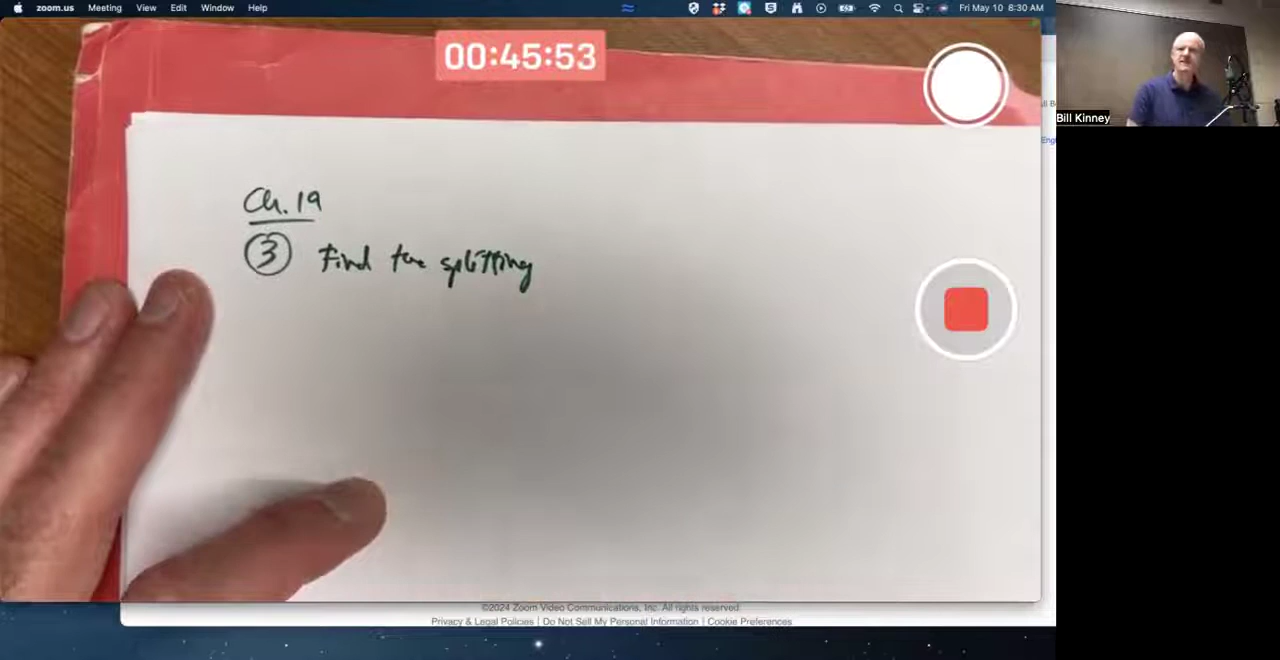 zoom.us Meeting View Edit Window Help
Fri May 10 8:30 AM
00:45:53
Bill Kinney
Ch. 19
③ Find the splitting
©2024 Zoom Video Communications, Inc. All rights reserved
Privacy & Legal Policies | Do Not Sell My Personal Information | Cookie Preferences